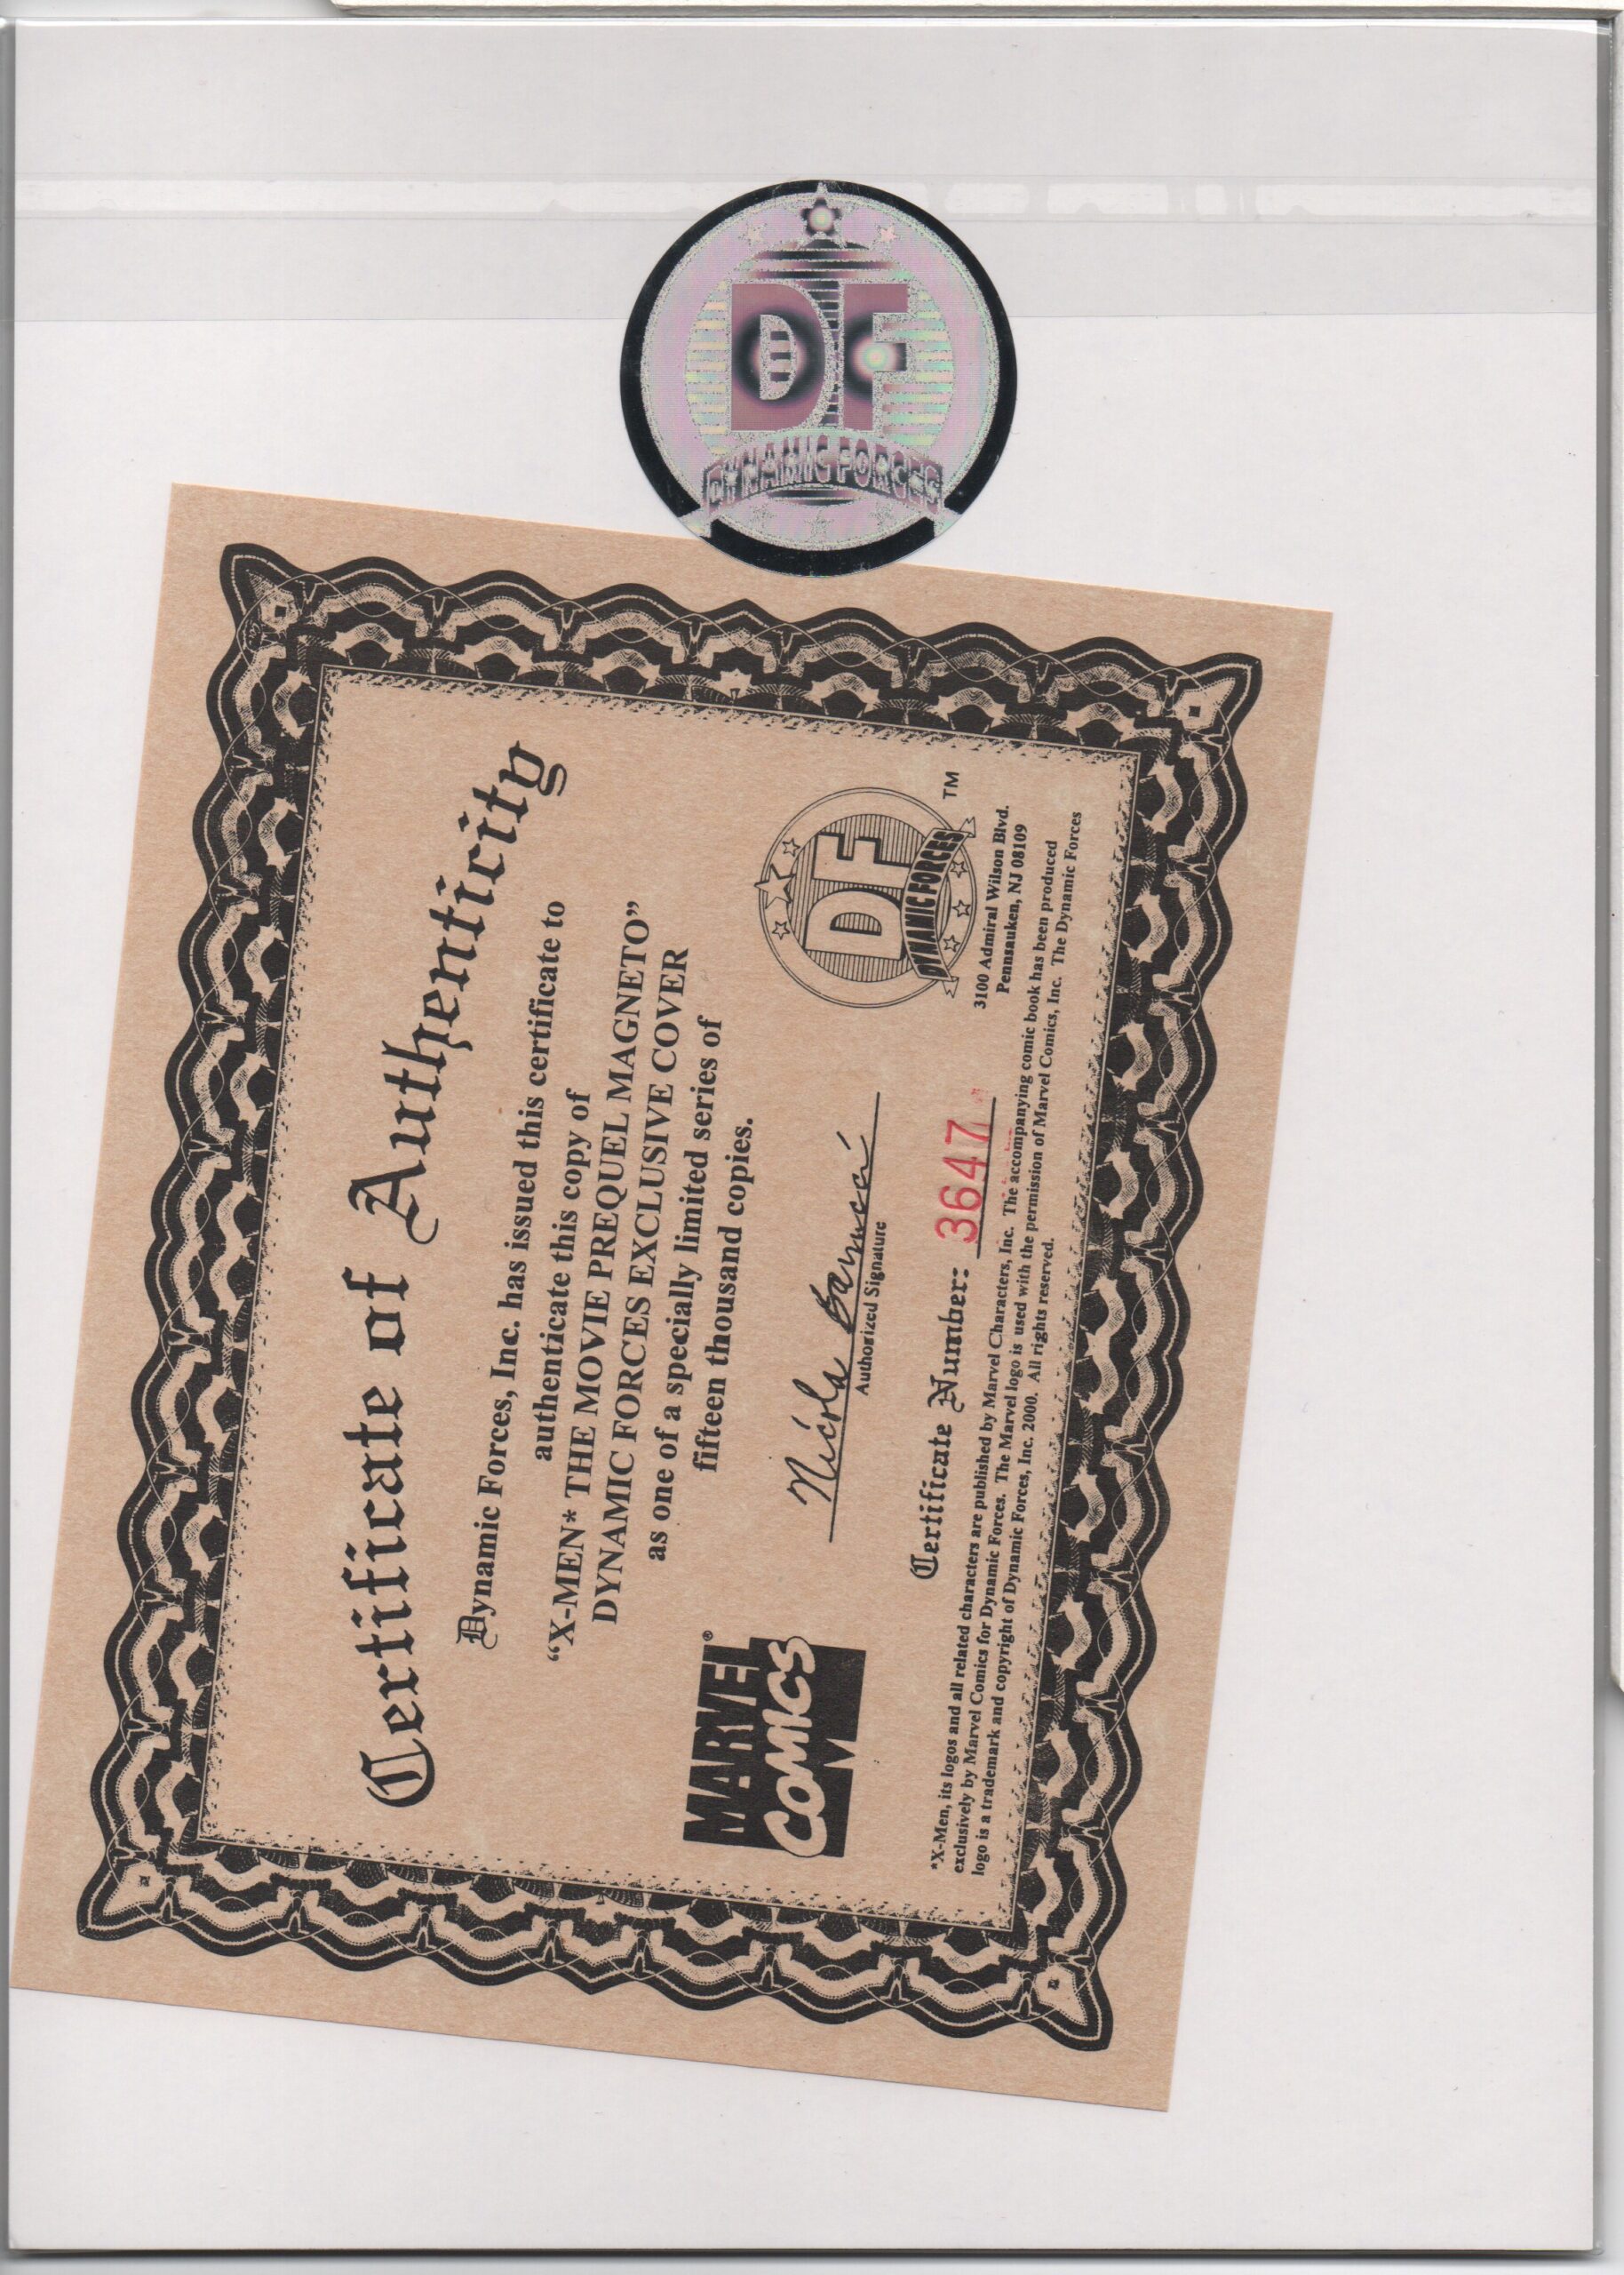 DF
DYNAMIC FORCES
Certificate of Authenticity
Dynamic Forces, Inc. has issued this certificate to
authenticate this copy of
“X-MEN* THE MOVIE PREQUEL MAGNETO”
DYNAMIC FORCES EXCLUSIVE COVER
as one of a specially limited series of
fifteen thousand copies.
MARVEL®
COMICS
Authorized Signature
DF
DYNAMIC FORCES
TM
Certificate Number: 3647
3100 Admiral Wilson Blvd.
Pennsauken, NJ 08109
*X-Men, its logos and all related characters are published by Marvel Characters, Inc. The accompanying comic book has been produced
exclusively by Marvel Comics for Dynamic Forces. The Marvel logo is used with the permission of Marvel Comics, Inc. The Dynamic Forces
logo is a trademark and copyright of Dynamic Forces, Inc. 2000. All rights reserved.